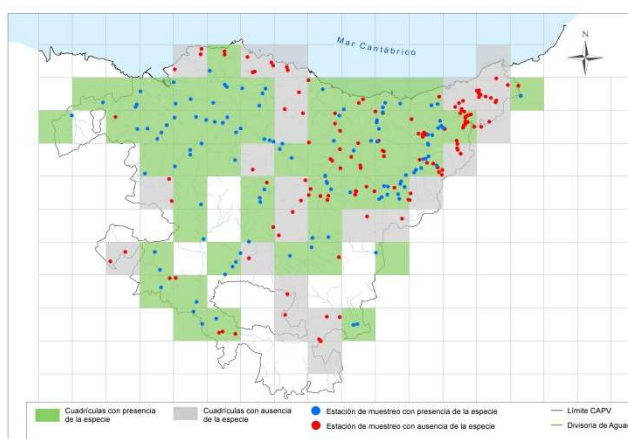 Mar Cantábrico
N
Cuadrículas con presencia
de la especie
Cuadrículas con ausencia
de la especie
Estación de muestreo con presencia de la especie
Estación de muestreo con ausencia de la especie
Límite CAPV
Divisoria de Aguas